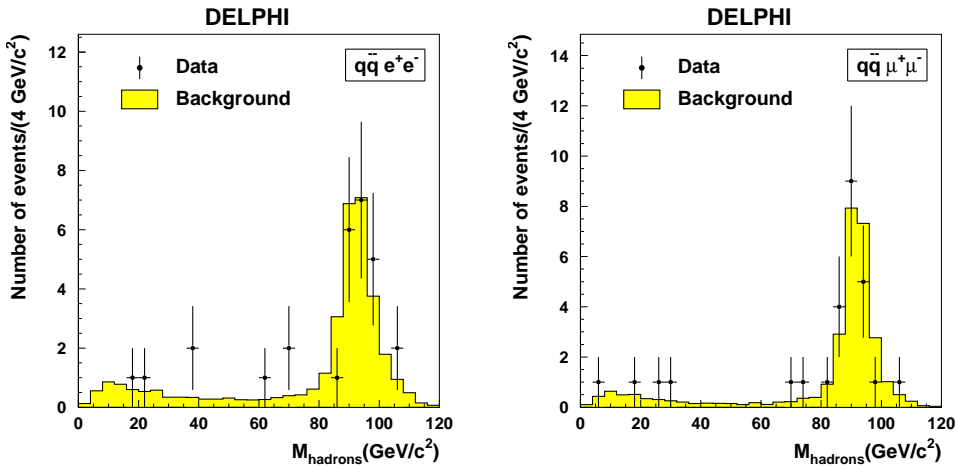 DELPHI
Number of events/(4 GeV/c²)
12
10
8
6
4
2
0
Data
Background
qq̄ e⁺e⁻
0 20 40 60 80 100 120
M_hadrons(GeV/c²)
DELPHI
Number of events/(4 GeV/c²)
14
12
10
8
6
4
2
0
Data
Background
qq̄ μ⁺μ⁻
0 20 40 60 80 100 120
M_hadrons(GeV/c²)